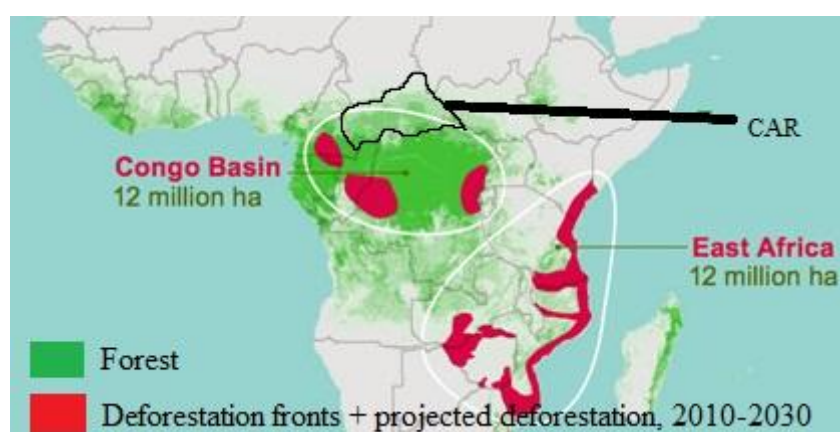 CAR
Congo Basin
12 million ha
East Africa
12 million ha
Forest
Deforestation fronts + projected deforestation, 2010-2030